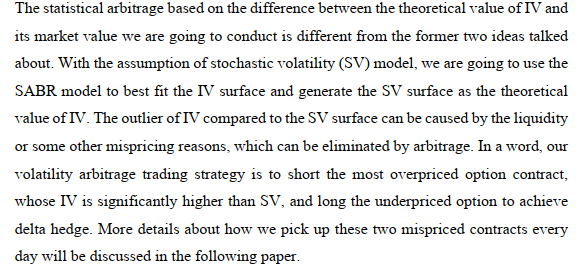 The statistical arbitrage based on the difference between the theoretical value of IV and
its market value we are going to conduct is different from the former two ideas talked
about. With the assumption of stochastic volatility (SV) model, we are going to use the
SABR model to best fit the IV surface and generate the SV surface as the theoretical
value of IV. The outlier of IV compared to the SV surface can be caused by the liquidity
or some other mispricing reasons, which can be eliminated by arbitrage. In a word, our
volatility arbitrage trading strategy is to short the most overpriced option contract,
whose IV is significantly higher than SV, and long the underpriced option to achieve
delta hedge. More details about how we pick up these two mispriced contracts every
day will be discussed in the following paper.